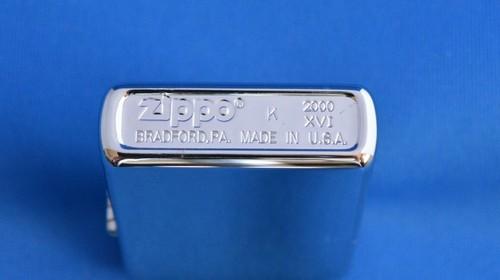 Zippo® K 2000
XVI
BRADFORD,PA. MADE IN U.S.A.